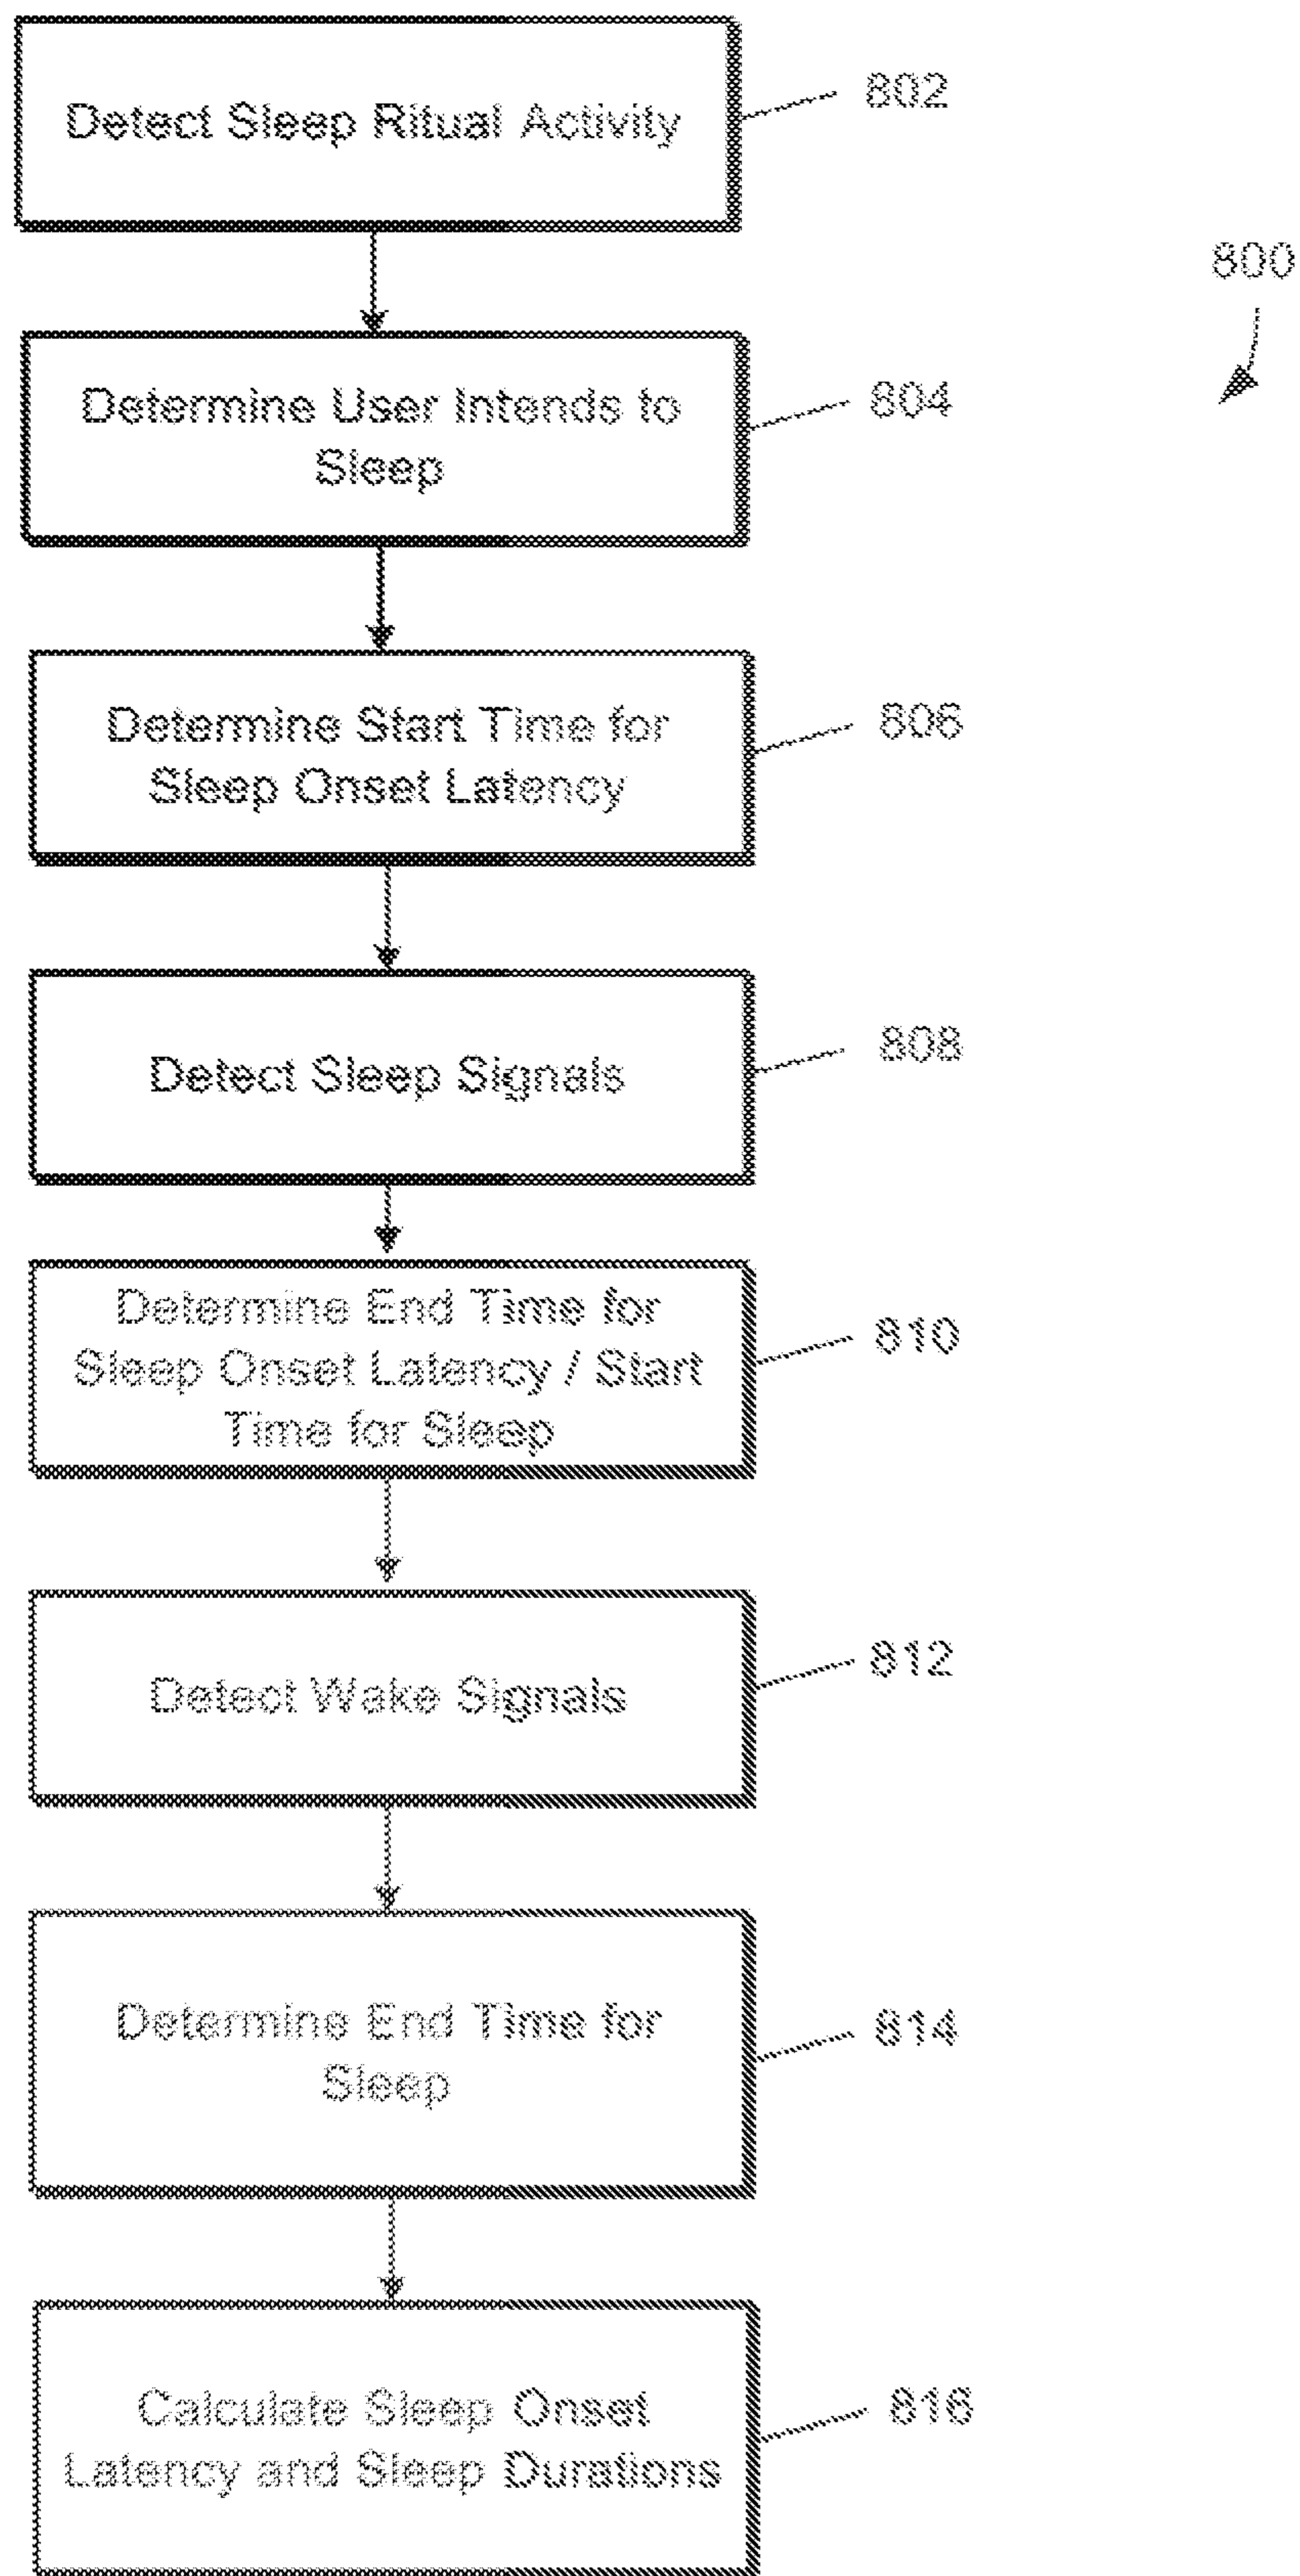 Detect Sleep Ritual Activity
802
800
Determine User Intends to
Sleep
804
Determine Start Time for
Sleep Onset Latency
806
Detect Sleep Signals
808
Determine End Time for
Sleep Onset Latency / Start
Time for Sleep
810
Detect Wake Signals
812
Determine End Time for
Sleep
814
Calculate Sleep Onset
Latency and Sleep Durations
816